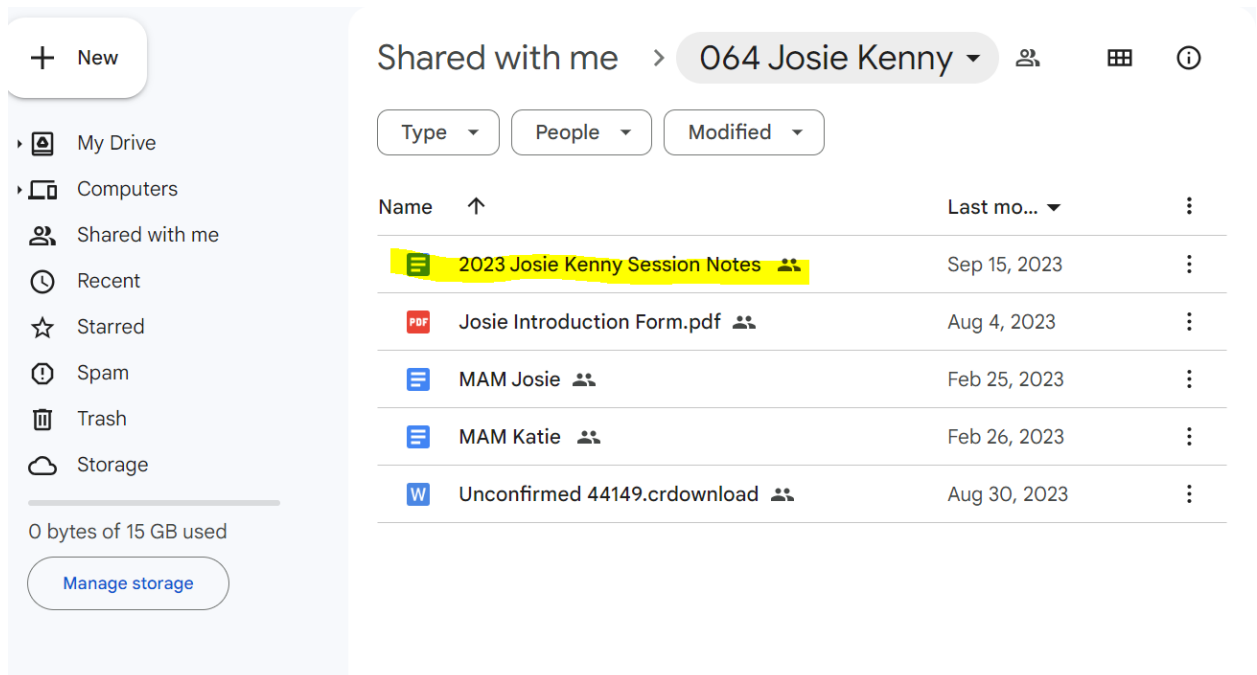 New
My Drive
Computers
Shared with me
Recent
Starred
Spam
Trash
Storage
0 bytes of 15 GB used
Manage storage
Shared with me > 064 Josie Kenny
Type People Modified
Name Last mo...
2023 Josie Kenny Session Notes Sep 15, 2023
PDF Josie Introduction Form.pdf Aug 4, 2023
MAM Josie Feb 25, 2023
MAM Katie Feb 26, 2023
W Unconfirmed 44149.crdownload Aug 30, 2023